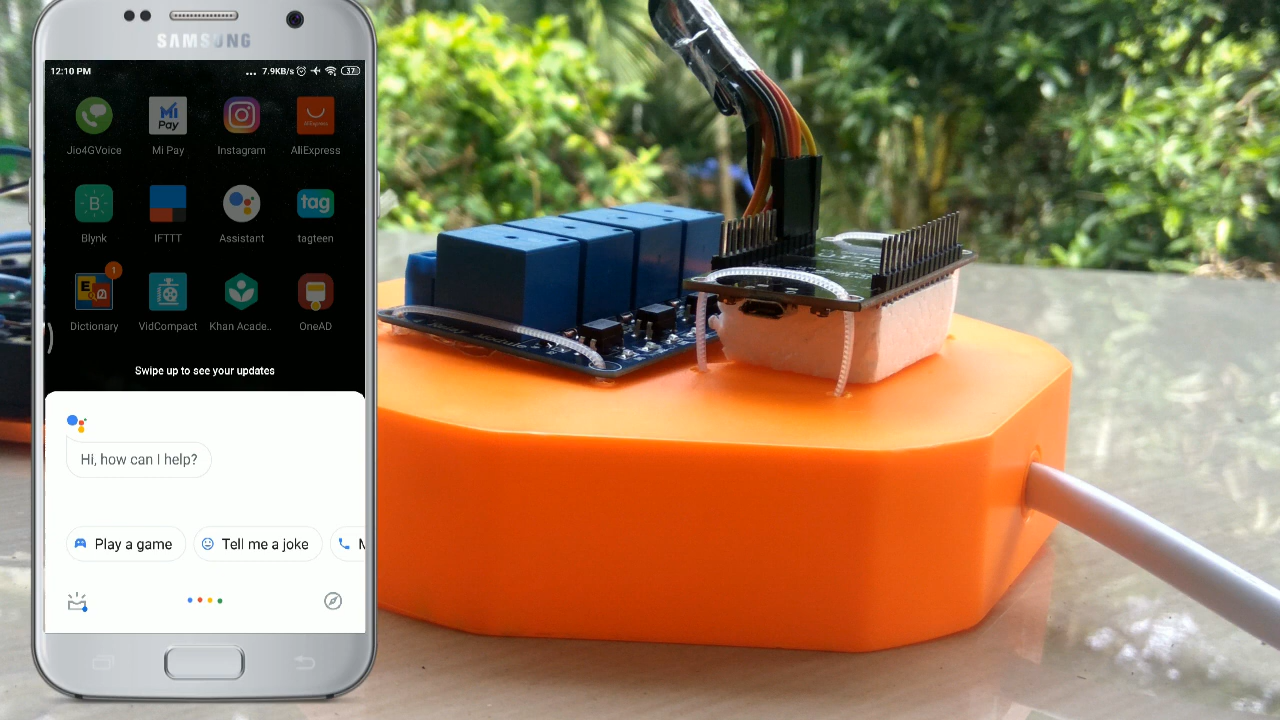 SAMSUNG
12:10 PM
... 7.9KB/s 37
Jio4GVoice
Mi Pay
Instagram
AliExpress
Blynk
IFTTT
Assistant
tag
tagteen
1
Dictionary
VidCompact
Khan Acade..
OneAD
Swipe up to see your updates
Hi, how can I help?
Play a game
Tell me a joke
Relay Module